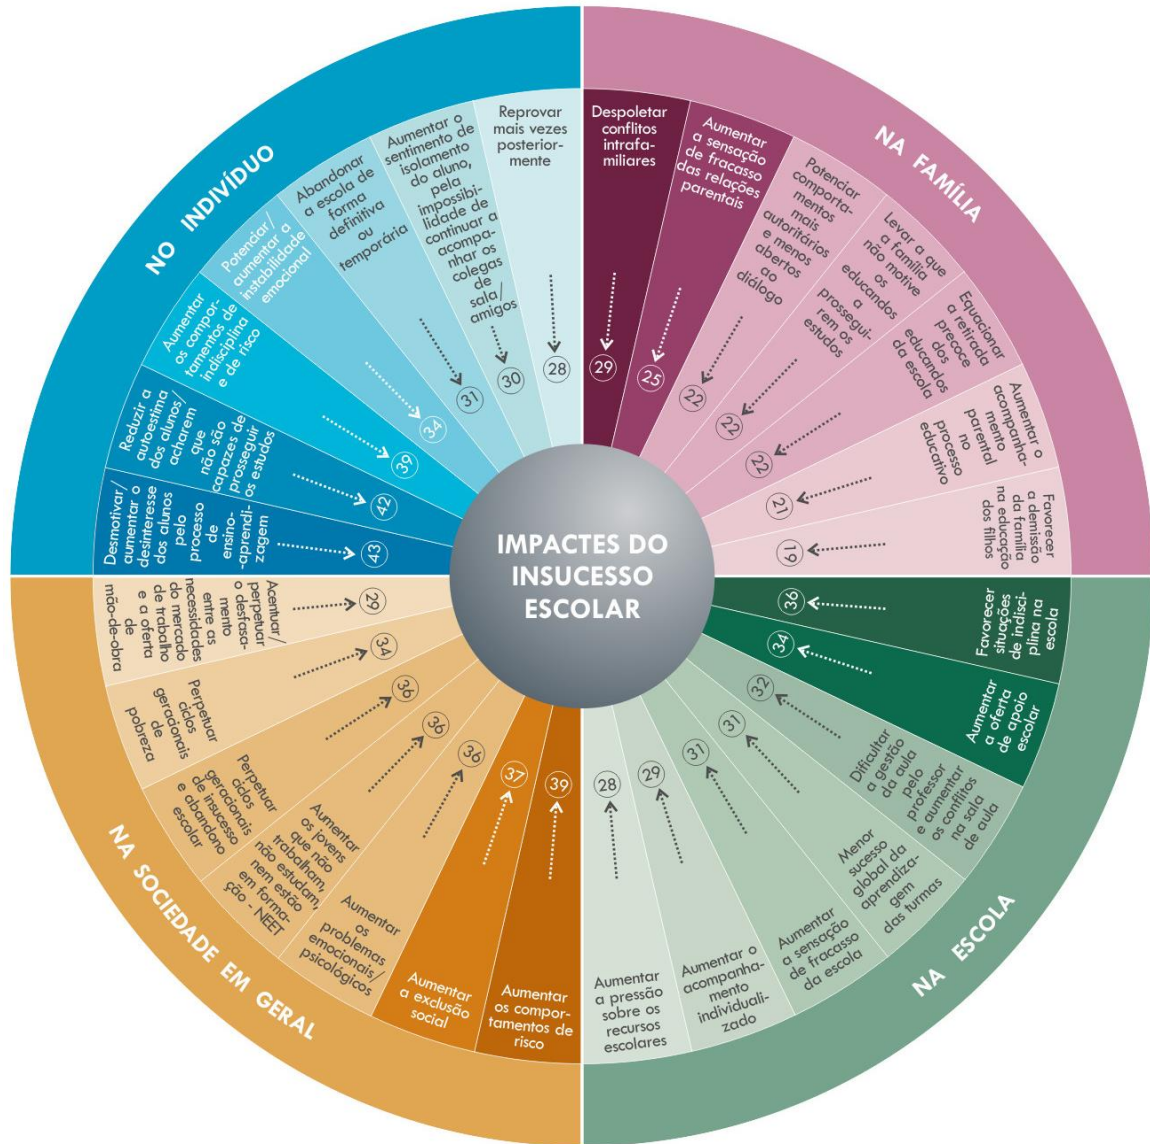 IMPACTES DO
INSUCESSO
ESCOLAR
NO INDIVÍDUO
Reprovar
mais vezes
posterior-
mente
28
Aumentar o
sentimento de
isolamento
do aluno,
pela
impossibi-
lidade de
continuar a
acompa-
nhar os
colegas
de
sala/
amigos
30
Abandonar
a escola de
forma
definitiva
ou
temporária
31
Potenciar/
aumentar a
instabilidade
emocional
34
Aumentar
os compor-
tamentos de
indisciplina
e de risco
39
Reduzir a
autoestima
dos alunos/
acharem
que
não são
capazes de
prosseguir
os estudos
42
Desmotivar/
aumentar o
desinteresse
dos alunos
pelo
processo
de
ensino-
-aprendi-
zagem
43
NA FAMÍLIA
Despoletar
conflitos
intrafa-
miliares
29
Aumentar
a sensação
de fracasso
das relações
parentais
25
Potenciar
comporta-
mentos
mais
autoritários
e menos
abertos
ao
diálogo
22
Levar a que
a família
não motive
os
educandos
a
prossegui-
rem os
estudos
22
Equacionar
a retirada
precoce
dos
educandos
da escola
22
Aumentar o
acompanha-
mento
parental
no
processo
educativo
21
Favorecer
a demissão
da família
na educação
dos filhos
19
NA ESCOLA
Favorecer
situações
de indisci-
plina na
escola
36
Aumentar
a oferta
de apoio
escolar
34
Dificultar
a gestão
da aula
pelo
professor
e aumentar
os conflitos
na sala
de aula
32
Menor
sucesso
global da
aprendiza-
gem
das turmas
31
Aumentar
a sensação
de fracasso
da escola
31
Aumentar o
acompanha-
mento
individuali-
zado
29
Aumentar
a pressão
sobre os
recursos
escolares
28
NA SOCIEDADE EM GERAL
Aumentar
os compor-
tamentos de
risco
39
Aumentar
a exclusão
social
37
Aumentar
os
problemas
emocionais/
psicológicos
36
Aumentar
os jovens
que não
trabalham,
não estudam,
nem estão
em forma-
ção - NEET
36
Perpetuar
ciclos
geracionais
de insucesso
e abandono
escolar
36
Perpetuar
ciclos
geracionais
de
pobreza
34
Acentuar/
perpetuar
o desfasa-
mento
entre as
necessidades
do mercado
de trabalho
e a oferta
de
mão-de-obra
29